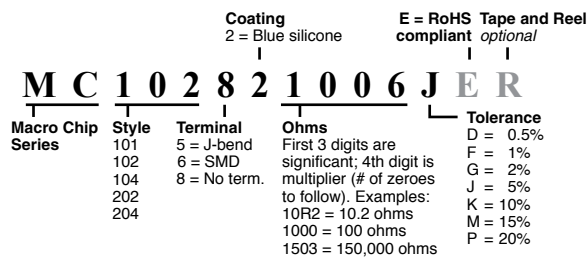 Coating
2 = Blue silicone
E = RoHS
compliant
Tape and Reel
optional
M C 1 0 2 8 2 1 0 0 6 J E R
Macro Chip
Series
Style
101
102
104
202
204
Terminal
5 = J-bend
6 = SMD
8 = No term.
Ohms
First 3 digits are
significant; 4th digit is
multiplier (# of zeroes
to follow). Examples:
10R2 = 10.2 ohms
1000 = 100 ohms
1503 = 150,000 ohms
Tolerance
D = 0.5%
F = 1%
G = 2%
J = 5%
K = 10%
M = 15%
P = 20%